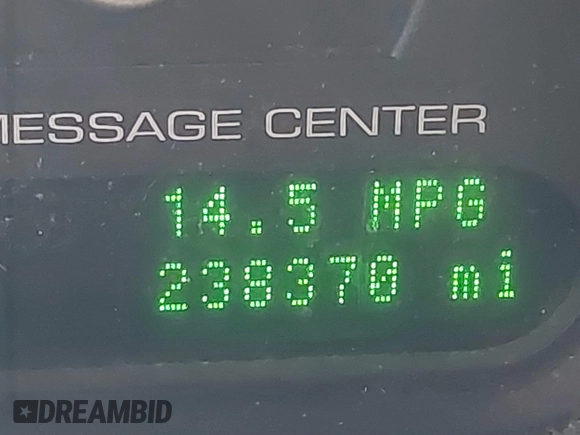 MESSAGE CENTER
14.5 MPG
238370 mi
DREAMBID